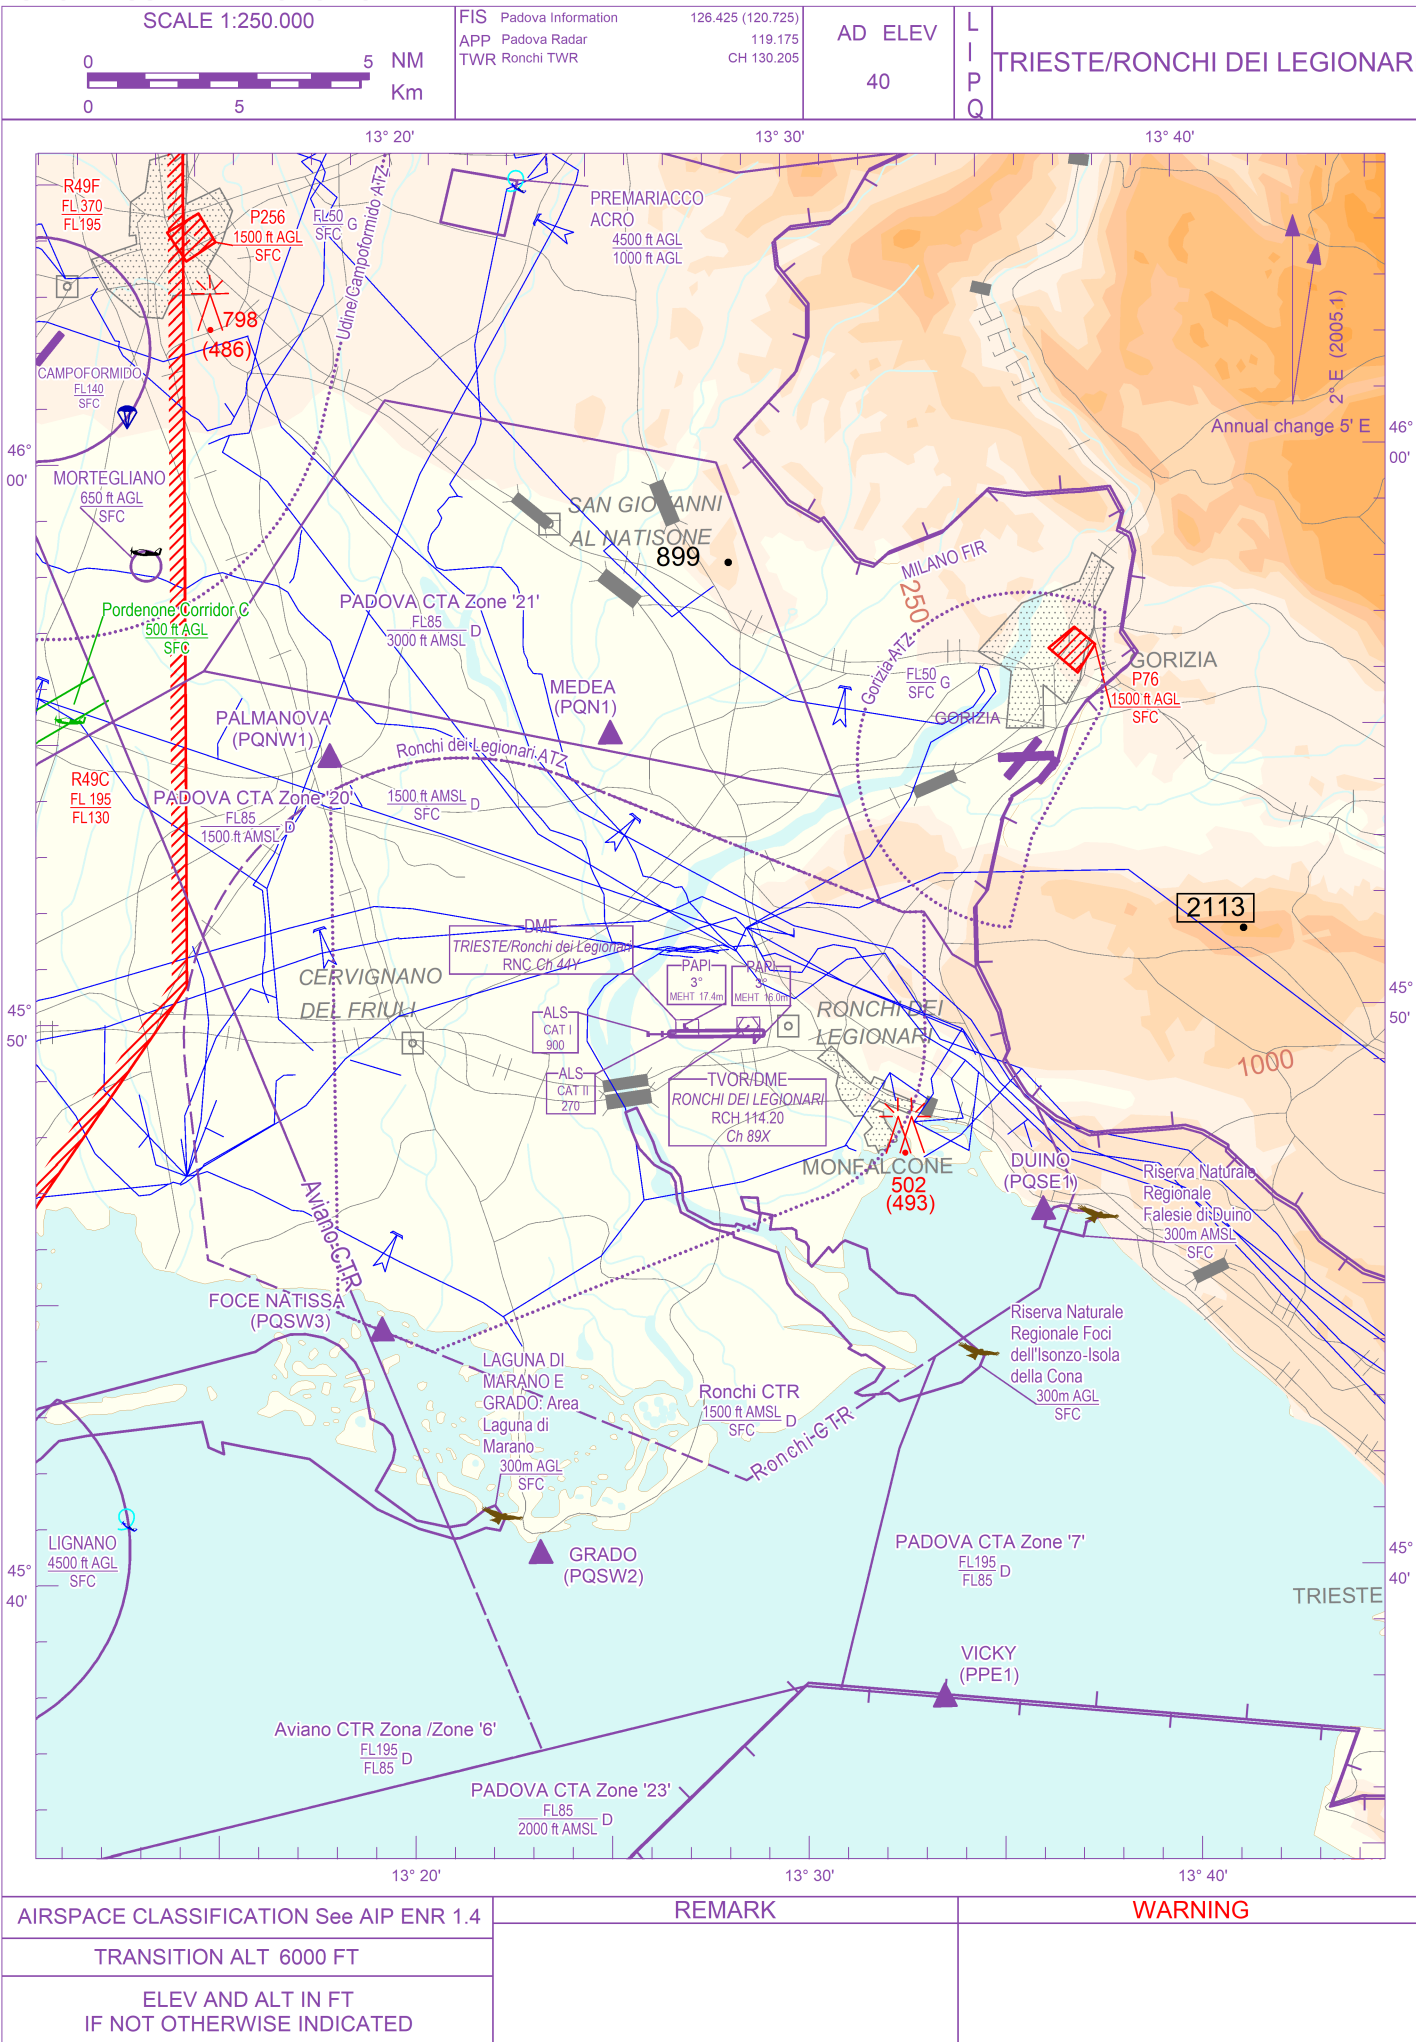 SCALE 1:250.000
0 5 NM
0 5 Km
FIS Padova Information 126.425 (120.725)
APP Padova Radar 119.175
TWR Ronchi TWR CH 130.205
AD ELEV
40
L
I
P
Q
TRIESTE/RONCHI DEI LEGIONAR
13° 20'
13° 30'
13° 40'
R49F
FL 370
FL195
P256
1500 ft AGL
SFC
FL50 G
SFC
Udine/Campoformido ATZ
PREMARIACCO
ACRO
4500 ft AGL
1000 ft AGL
2° E (2005.1)
Annual change 5' E
798
(486)
CAMPOFORMIDO
FL140
SFC
46°
00'
46°
00'
MORTEGLIANO
650 ft AGL
SFC
SAN GIOVANNI
AL NATISONE
899
MILANO FIR
250
Pordenone Corridor C
500 ft AGL
SFC
PADOVA CTA Zone '21'
FL85 D
3000 ft AMSL
Gorizia ATZ
FL50 G
SFC
GORIZIA
GORIZIA
P76
1500 ft AGL
SFC
MEDEA
(PQN1)
PALMANOVA
(PQNW1)
Ronchi dei Legionari ATZ
1500 ft AMSL D
SFC
R49C
FL 195
FL130
PADOVA CTA Zone '20'
FL85 D
1500 ft AMSL
2113
DME
TRIESTE/Ronchi dei Legionari
RNC Ch 44Y
PAPI
3°
MEHT 17.4m
PAPI
3°
MEHT 16.0m
CERVIGNANO
DEL FRIULI
RONCHI DEI
LEGIONARI
ALS
CAT I
900
ALS
CAT II
270
45°
50'
45°
50'
1000
TVOR/DME
RONCHI DEI LEGIONARI
RCH 114.20
Ch 89X
MONFALCONE
502
(493)
DUINO
(PQSE1)
Riserva Naturale
Regionale
Falesie di Duino
300m AMSL
SFC
Aviano CTR
FOCE NATISSA
(PQSW3)
Riserva Naturale
Regionale Foci
dell'Isonzo-Isola
della Cona
300m AGL
SFC
LAGUNA DI
MARANO E
GRADO: Area
Laguna di
Marano
300m AGL
SFC
Ronchi CTR
1500 ft AMSL D
SFC
Ronchi CTR
LIGNANO
4500 ft AGL
SFC
GRADO
(PQSW2)
PADOVA CTA Zone '7'
FL195 D
FL85
45°
40'
45°
40'
TRIESTE
VICKY
(PPE1)
Aviano CTR Zona /Zone '6'
FL195 D
FL85
PADOVA CTA Zone '23'
FL85 D
2000 ft AMSL
13° 20'
13° 30'
13° 40'
AIRSPACE CLASSIFICATION See AIP ENR 1.4
TRANSITION ALT 6000 FT
ELEV AND ALT IN FT
IF NOT OTHERWISE INDICATED
REMARK
WARNING